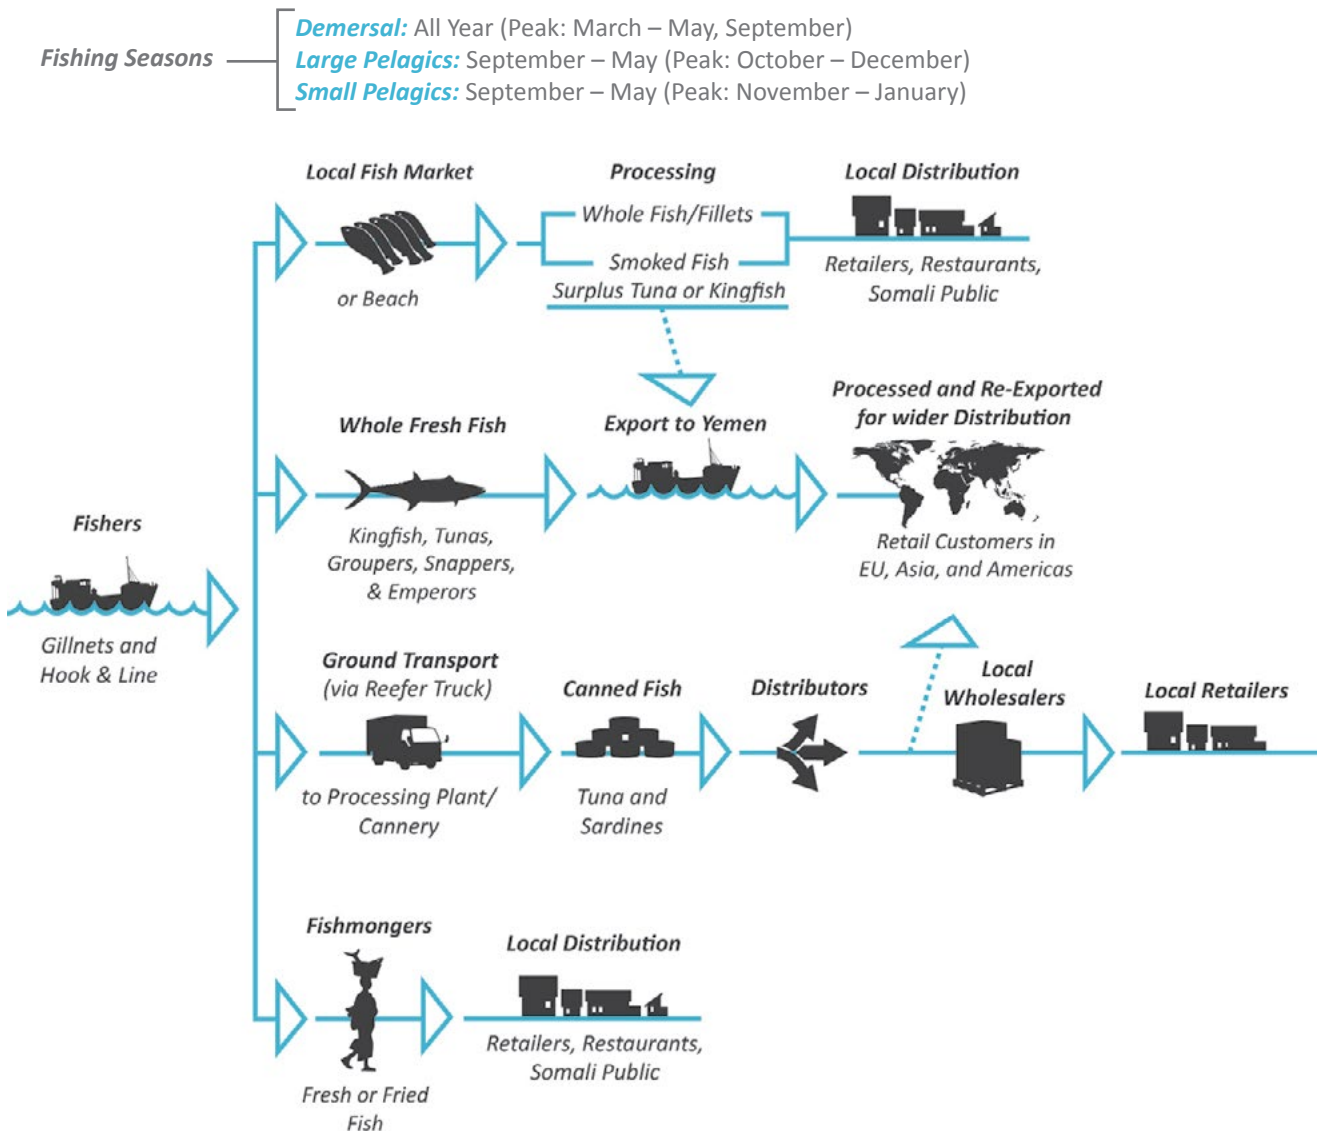 Fishing Seasons
Demersal: All Year (Peak: March – May, September)
Large Pelagics: September – May (Peak: October – December)
Small Pelagics: September – May (Peak: November – January)
Local Fish Market
or Beach
Processing
Whole Fish/Fillets
Smoked Fish
Surplus Tuna or Kingfish
Local Distribution
Retailers, Restaurants,
Somali Public
Whole Fresh Fish
Kingfish, Tunas,
Groupers, Snappers,
& Emperors
Export to Yemen
Processed and Re-Exported
for wider Distribution
Retail Customers in
EU, Asia, and Americas
Fishers
Gillnets and
Hook & Line
Ground Transport
(via Reefer Truck)
to Processing Plant/
Cannery
Canned Fish
Tuna and
Sardines
Distributors
Local
Wholesalers
Local Retailers
Fishmongers
Fresh or Fried
Fish
Local Distribution
Retailers, Restaurants,
Somali Public